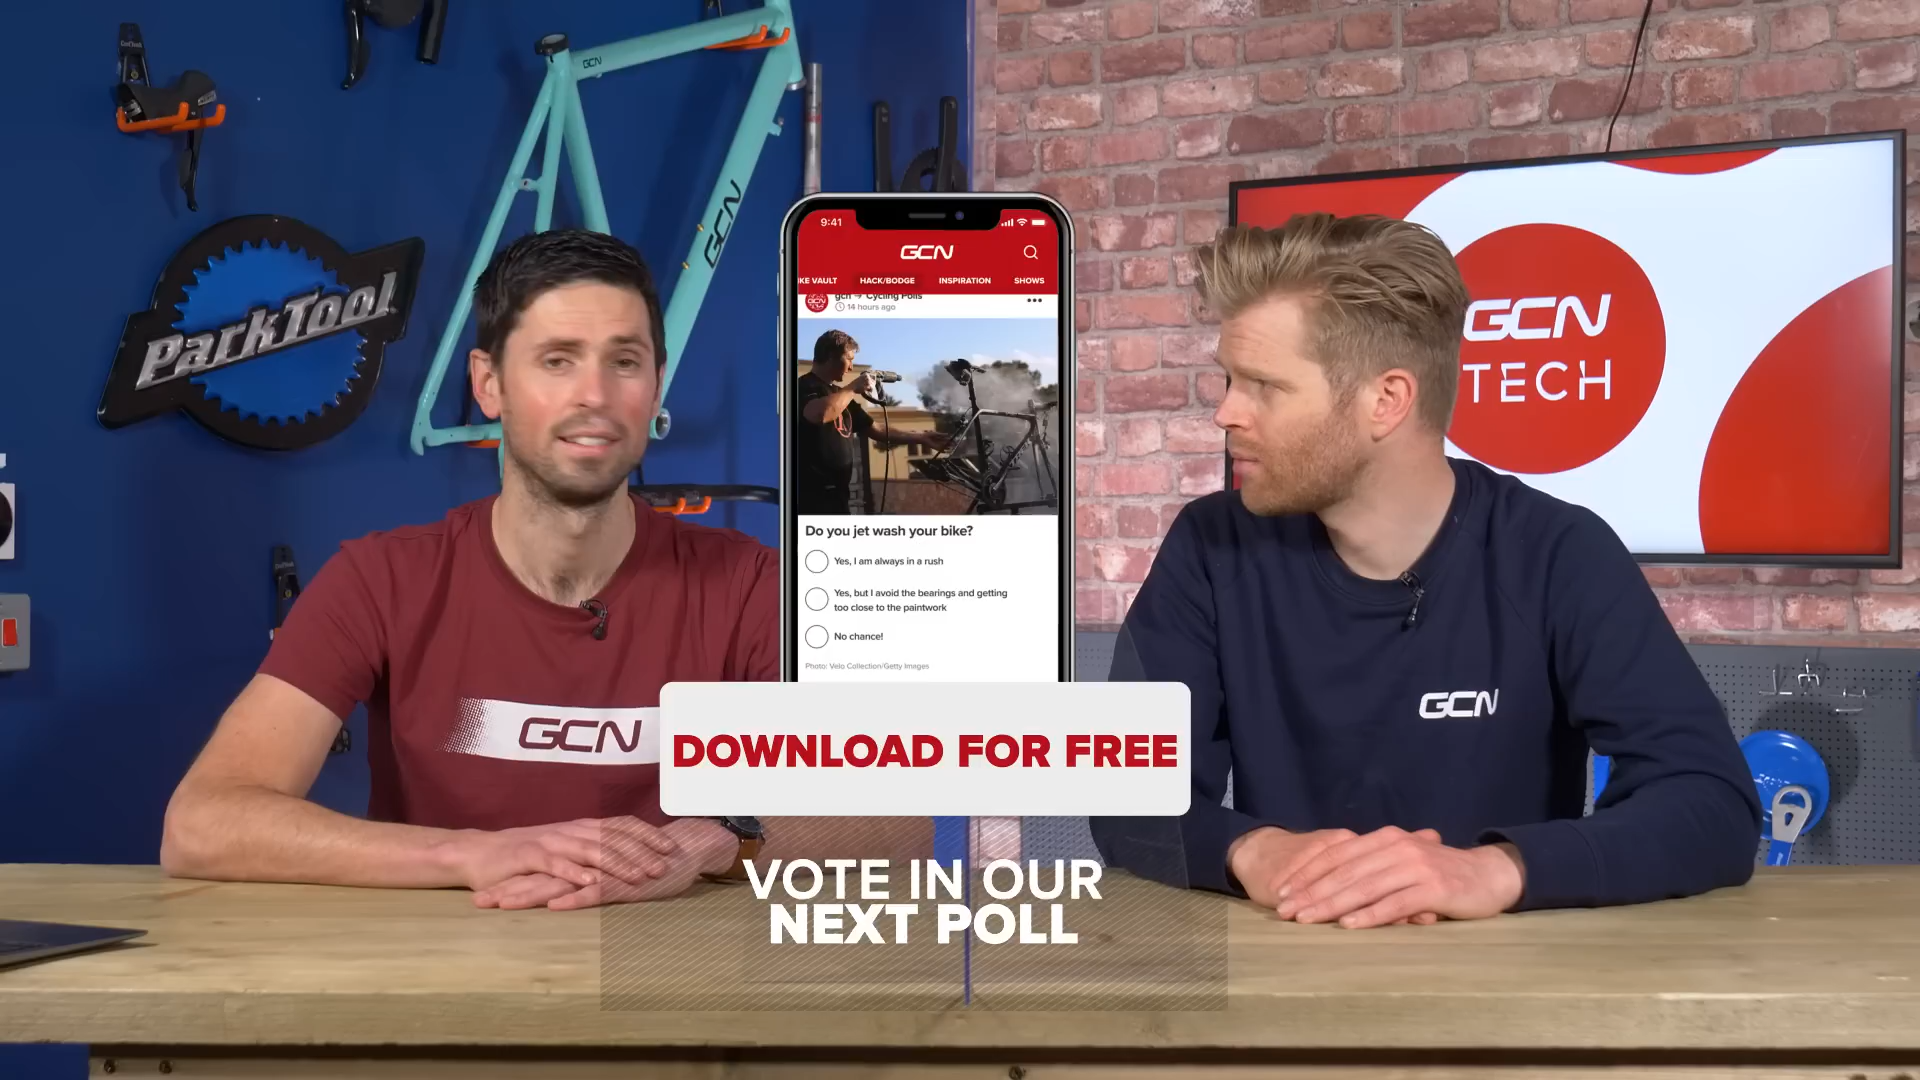 GCN
GCN
ParkTool
9:41
GCN
KE VAULT
HACK/BODGE
INSPIRATION
SHOWS
gcn → Cycling Polls
14 hours ago
Do you jet wash your bike?
Yes, I am always in a rush
Yes, but I avoid the bearings and getting
too close to the paintwork
No chance!
Photo: Velo Collection/Getty Images
GCN
TECH
GCN
GCN
DOWNLOAD FOR FREE
VOTE IN OUR
NEXT POLL